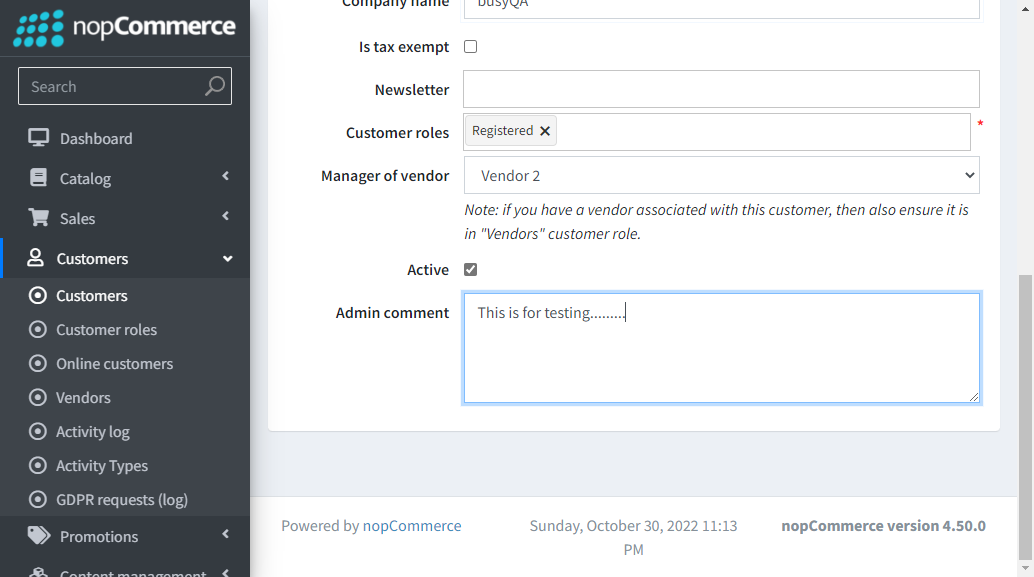 nopCommerce
Search
Dashboard
Catalog
Sales
Customers
Customers
Customer roles
Online customers
Vendors
Activity log
Activity Types
GDPR requests (log)
Promotions
Content management
Company name busyQA
Is tax exempt
Newsletter
Customer roles Registered ✕ *
Manager of vendor Vendor 2
Note: if you have a vendor associated with this customer, then also ensure it is
in "Vendors" customer role.
Active
Admin comment This is for testing.........
Powered by nopCommerce
Sunday, October 30, 2022 11:13
PM
nopCommerce version 4.50.0